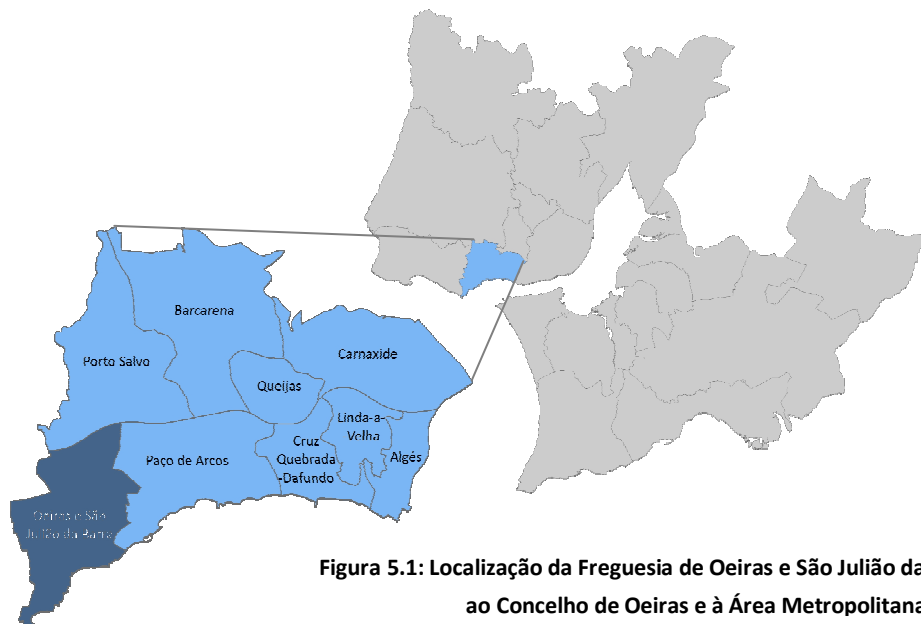 Barcarena
Porto Salvo
Carnaxide
Queijas
Linda-a-
Velha
Cruz
Quebrada
-Dafundo
Algés
Paço de Arcos
Oeiras e São
Julião da Barra
Figura 5.1: Localização da Freguesia de Oeiras e São Julião da
ao Concelho de Oeiras e à Área Metropolitana